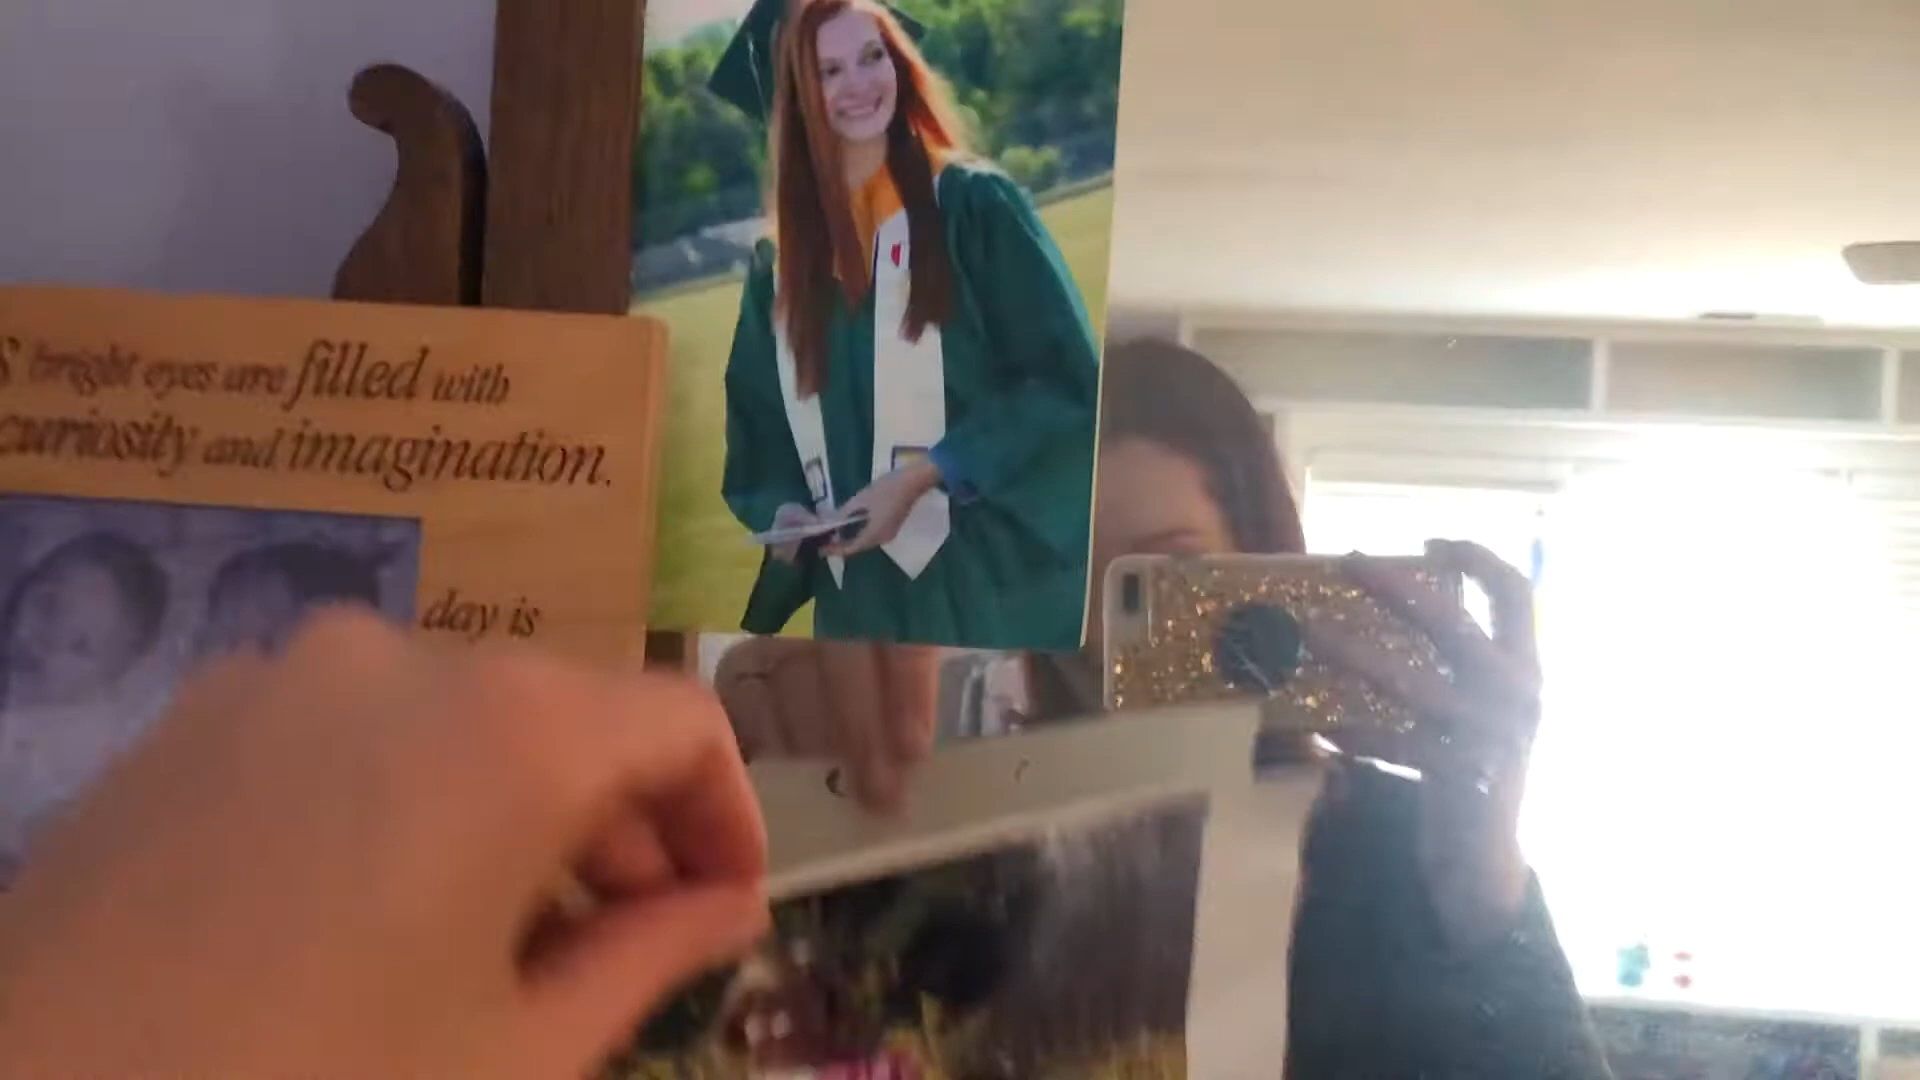 bright eyes are filled with
curiosity and imagination.
day is